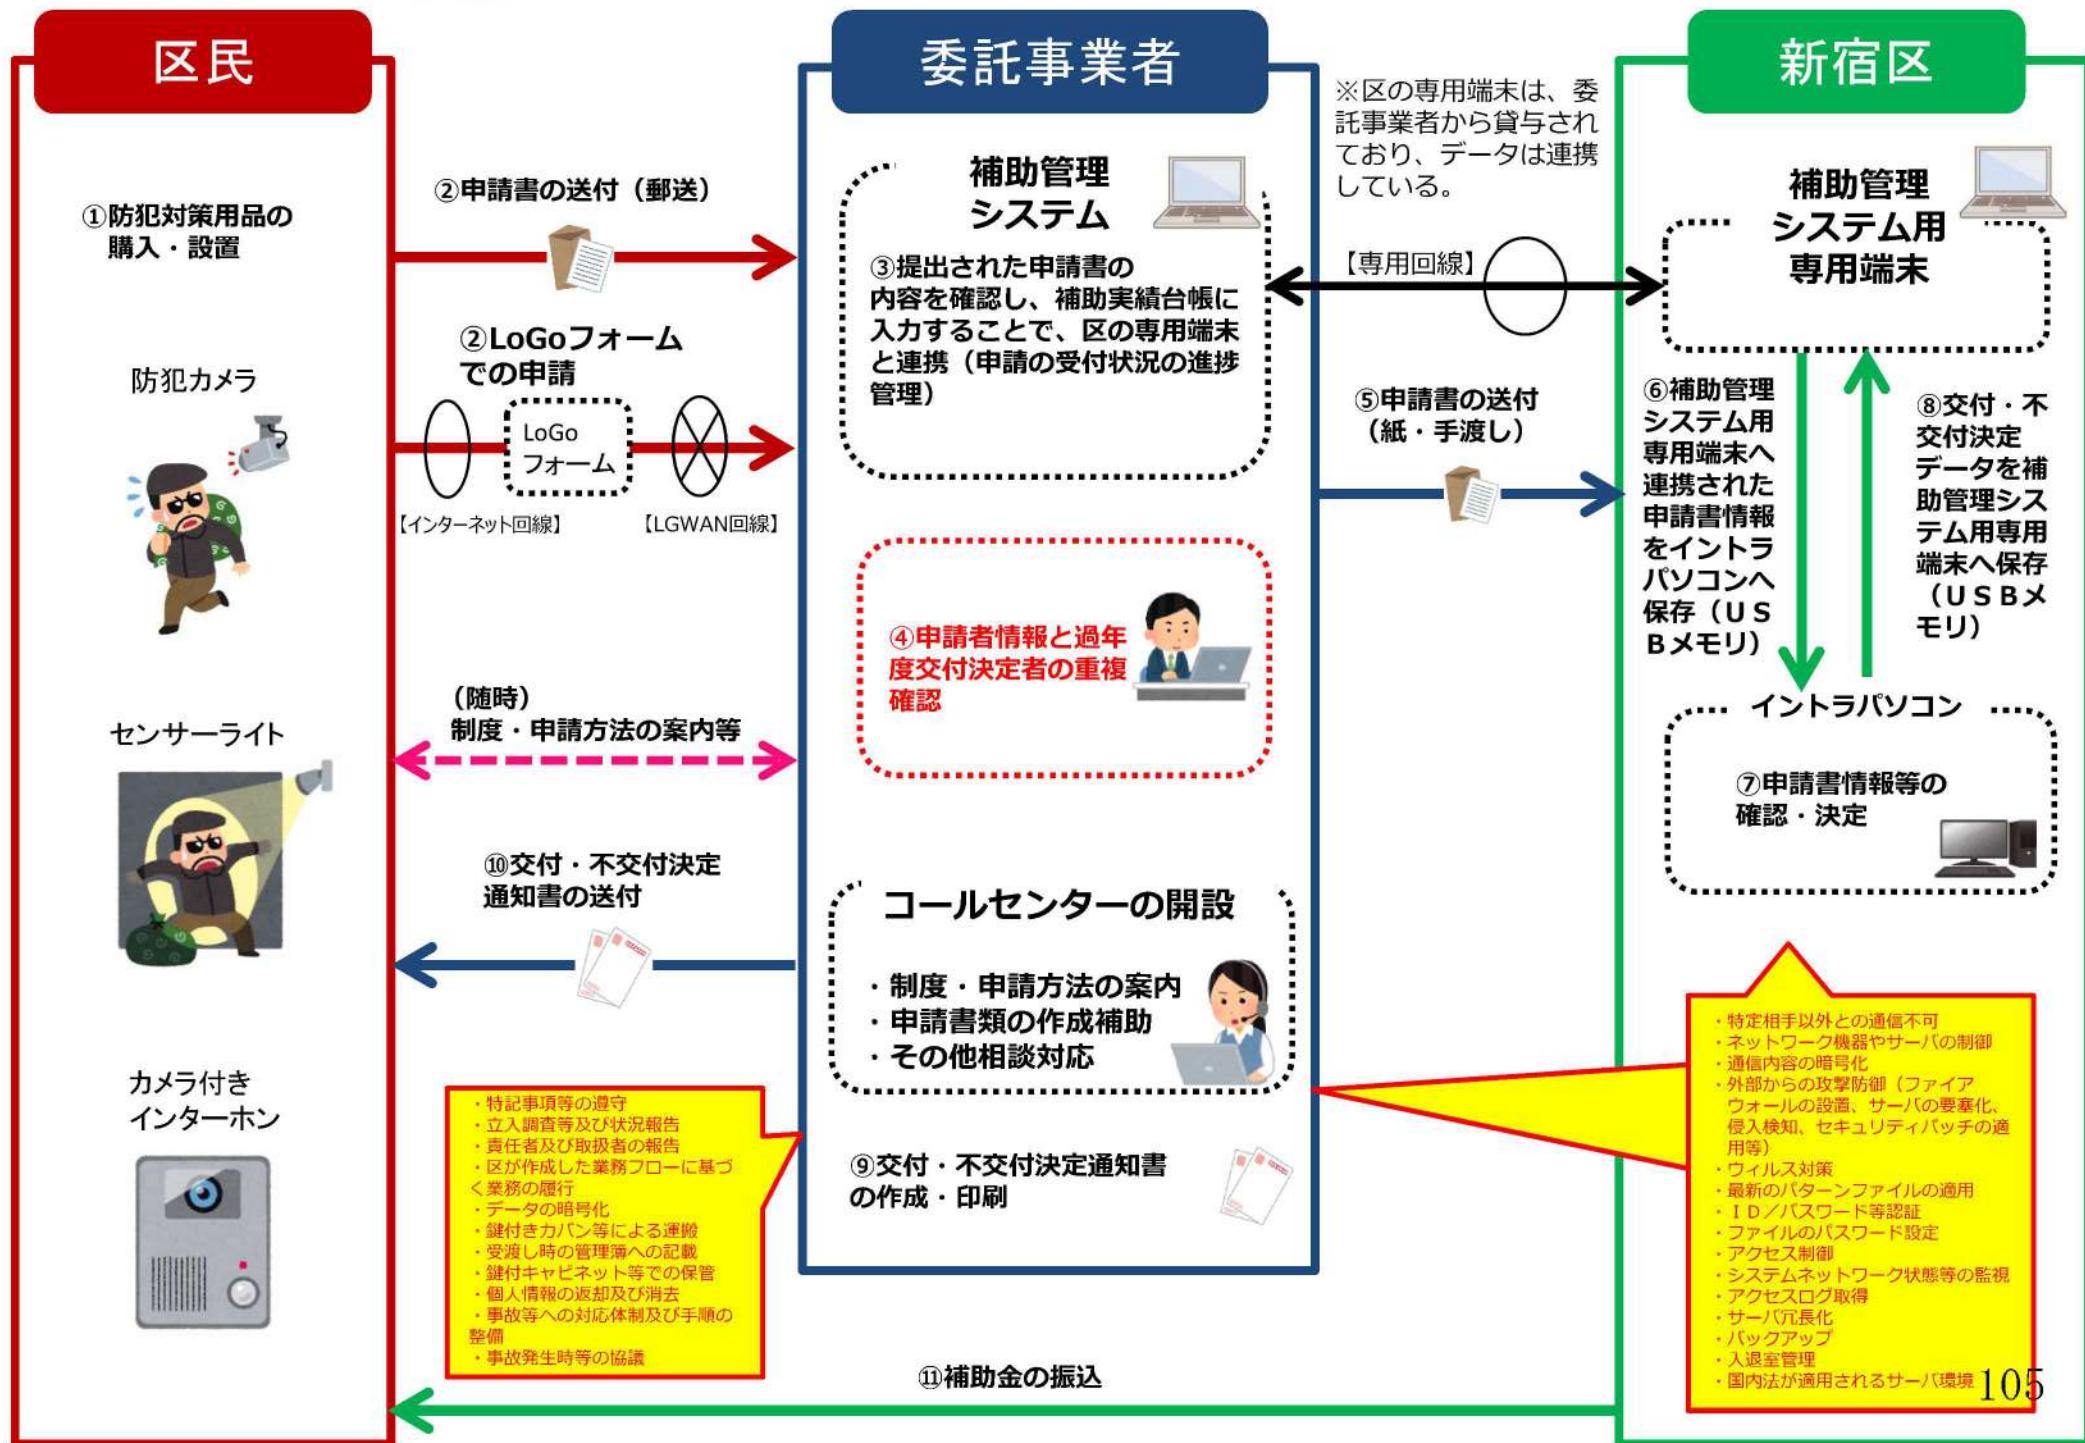 区民
①防犯対策用品の
購入・設置
防犯カメラ
センサーライト
カメラ付き
インターホン
②申請書の送付（郵送）
②LoGoフォーム
での申請
LoGo
フォーム
【インターネット回線】
【LGWAN回線】
（随時）
制度・申請方法の案内等
⑩交付・不交付決定
通知書の送付
・特記事項等の遵守
・立入調査等及び状況報告
・責任者及び取扱者の報告
・区が作成した業務フローに基づ
く業務の履行
・データの暗号化
・鍵付きカバン等による運搬
・受渡し時の管理簿への記載
・鍵付キャビネット等での保管
・個人情報の返却及び消去
・事故等への対応体制及び手順の
整備
・事故発生時等の協議
委託事業者
補助管理
システム
③提出された申請書の
内容を確認し、補助実績台帳に
入力することで、区の専用端末
と連携（申請の受付状況の進捗
管理）
④申請者情報と過年
度交付決定者の重複
確認
コールセンターの開設
・制度・申請方法の案内
・申請書類の作成補助
・その他相談対応
⑨交付・不交付決定通知書
の作成・印刷
※区の専用端末は、委
託事業者から貸与され
ており、データは連携
している。
【専用回線】
⑤申請書の送付
（紙・手渡し）
新宿区
補助管理
システム用
専用端末
⑥補助管理
システム用
専用端末へ
連携された
申請書情報
をイントラ
パソコンへ
保存（ＵＳ
Ｂメモリ）
⑧交付・不
交付決定
データを補
助管理シス
テム用専用
端末へ保存
（ＵＳＢメ
モリ）
イントラパソコン
⑦申請書情報等の
確認・決定
・特定相手以外との通信不可
・ネットワーク機器やサーバの制御
・通信内容の暗号化
・外部からの攻撃防御（ファイア
ウォールの設置、サーバの要塞化、
侵入検知、セキュリティパッチの適
用等）
・ウィルス対策
・最新のパターンファイルの適用
・ＩＤ／パスワード等認証
・ファイルのパスワード設定
・アクセス制御
・システムネットワーク状態等の監視
・アクセスログ取得
・サーバ冗長化
・バックアップ
・入退室管理
・国内法が適用されるサーバ環境
⑪補助金の振込
105